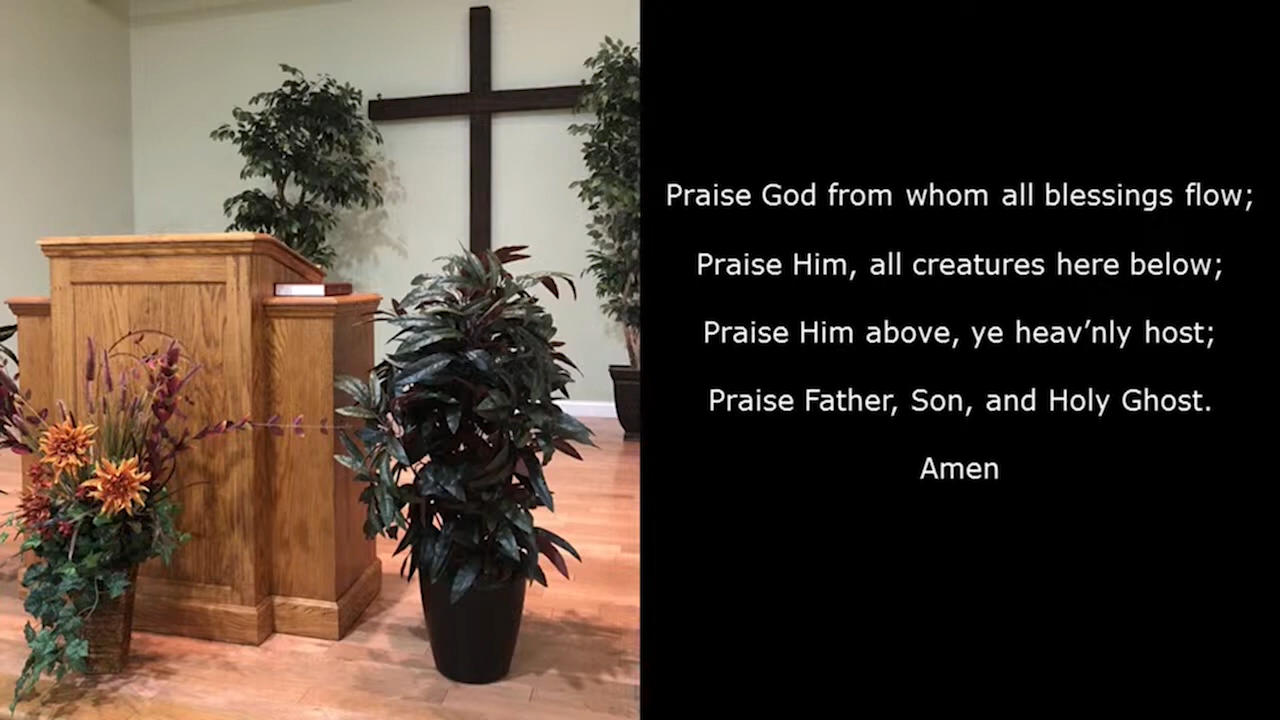 Praise God from whom all blessings flow;
Praise Him, all creatures here below;
Praise Him above, ye heav’nly host;
Praise Father, Son, and Holy Ghost.
Amen